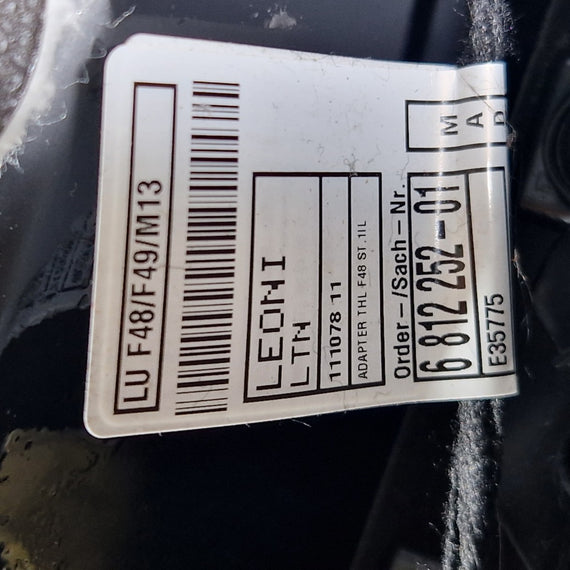 LU F48/F49/M13
LEONI
LTN
111078 11
ADAPTER THL F48 ST. IIL
Order-/Sach-Nr.
6 812 252-01
E35775
M
A